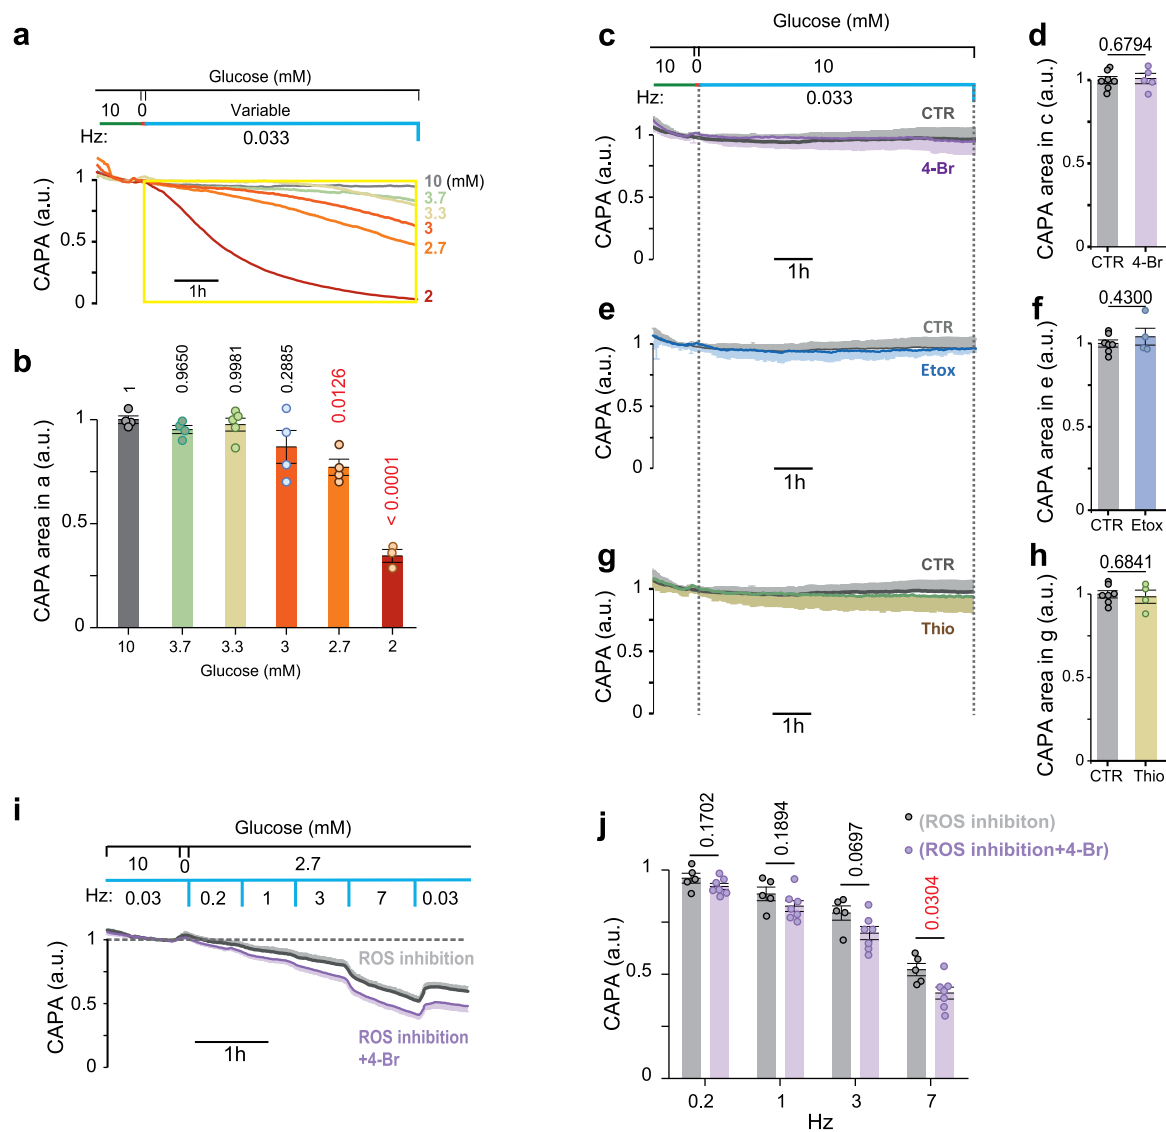 a
Glucose (mM)
10
0
Variable
Hz:
0.033
CAPA (a.u.)
1
0.5
0
10 (mM)
3.7
3.3
3
2.7
2
1h
b
CAPA area in a (a.u.)
1
0.5
0
1
0.9650
0.9981
0.2885
0.0126
< 0.0001
10
3.7
3.3
3
2.7
2
Glucose (mM)
c
Glucose (mM)
10
0
10
Hz:
0.033
CAPA (a.u.)
1
0.5
0
CTR
4-Br
1h
d
0.6794
CAPA area in c (a.u.)
1
0.5
0
CTR
4-Br
e
CAPA (a.u.)
1
0.5
0
CTR
Etox
1h
f
0.4300
CAPA area in e (a.u.)
1
0.5
0
CTR
Etox
g
CAPA (a.u.)
1
0.5
0
CTR
Thio
1h
h
0.6841
CAPA area in g (a.u.)
1
0.5
0
CTR
Thio
i
Glucose (mM)
10
0
2.7
Hz:
0.03
0.2
1
3
7
0.03
CAPA (a.u.)
1
0.5
0
ROS inhibition
ROS inhibition
+4-Br
1h
j
(ROS inhibiton)
(ROS inhibition+4-Br)
CAPA (a.u.)
1
0.5
0
0.1702
0.1894
0.0697
0.0304
0.2
1
3
7
Hz